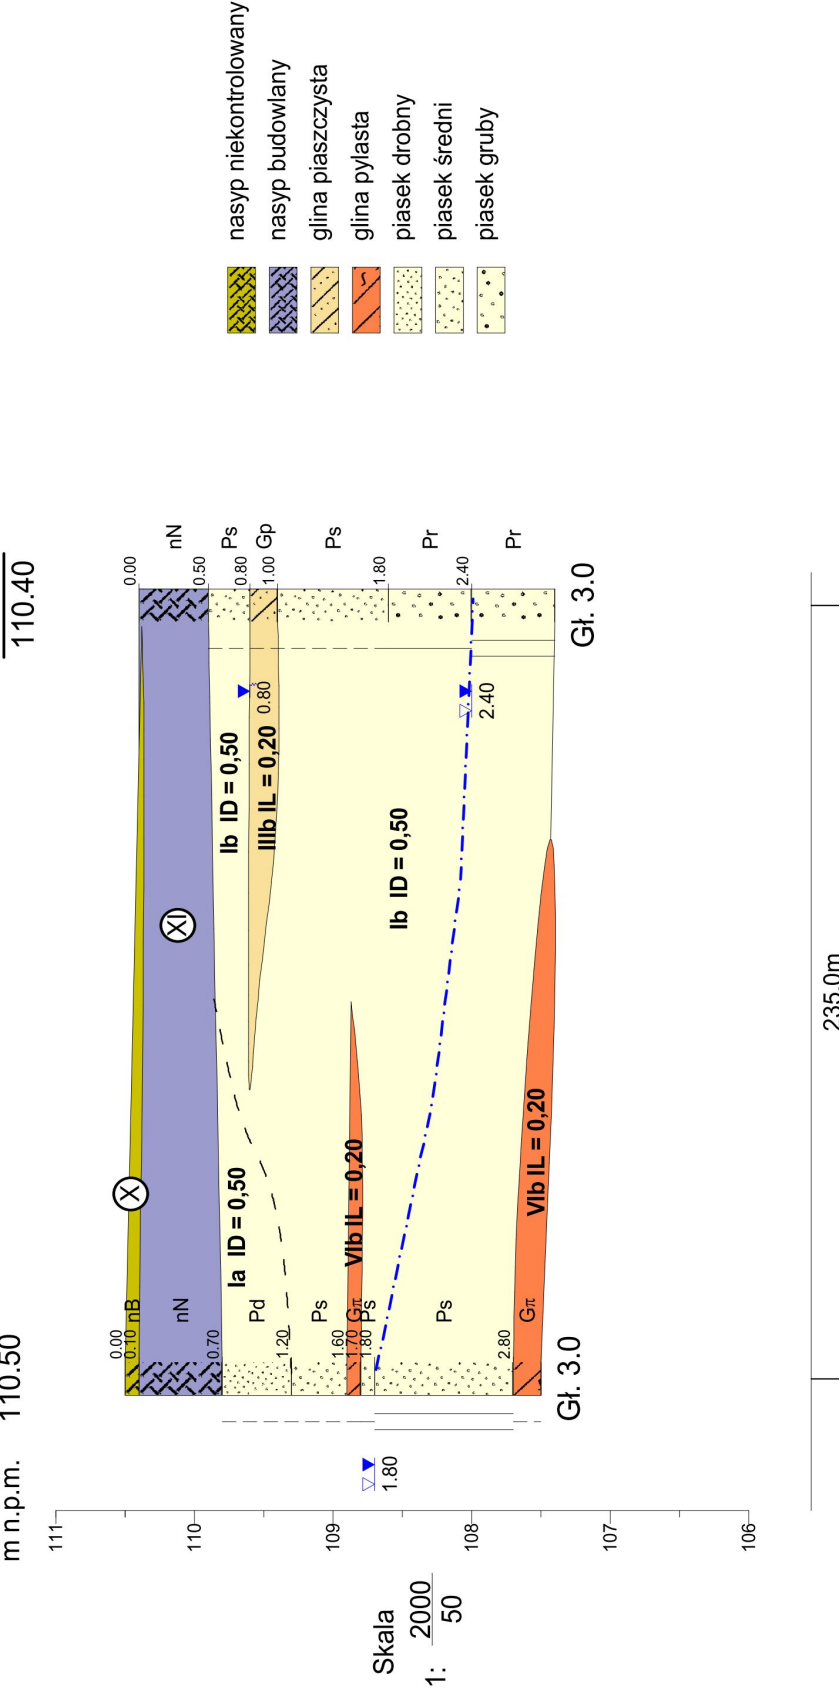 110.50
110.40
m n.p.m.
111
110
109
108
107
106
Skala
1:
2000
50
0.00
0.10
nB
nN
0.70
Pd
1.20
Ps
1.60
Gπ
1.70
Ps
1.80
Ps
2.80
Gπ
Gł. 3.0
1.80
X
XI
Ia ID = 0,50
Ib ID = 0,50
IIIb IL = 0,20
VIb IL = 0,20
Ib ID = 0,50
VIb IL = 0,20
0.80
2.40
0.00
nN
0.50
Ps
0.80
Gp
1.00
Ps
1.80
Pr
2.40
Pr
Gł. 3.0
235.0m
nasyp niekontrolowany
nasyp budowlany
glina piaszczysta
glina pylasta
piasek drobny
piasek średni
piasek gruby